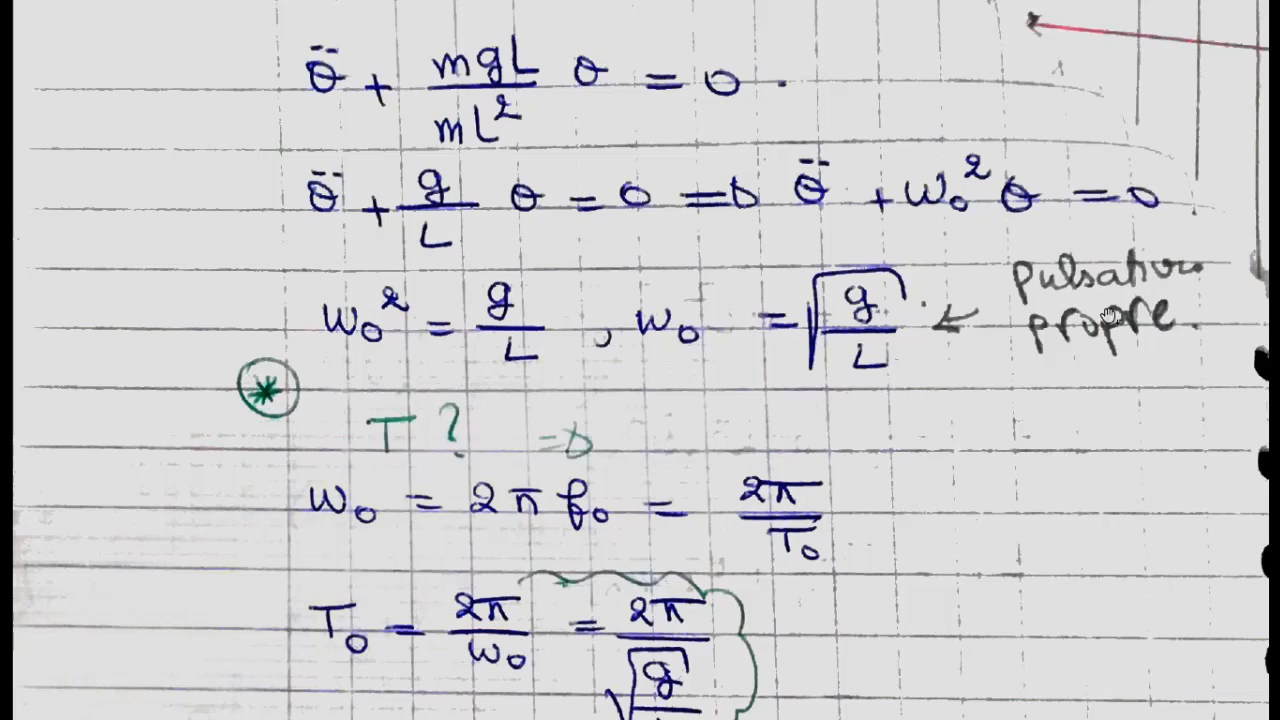 θ̈ + mgL/mL² θ = 0.
θ̈ + g/L θ = 0 => θ̈ + ω₀² θ = 0.
ω₀² = g/L , ω₀ = √(g/L) ← pulsation propre.
* T ? =>
ω₀ = 2π f₀ = 2π/T₀
T₀ = 2π/ω₀ = 2π/√g